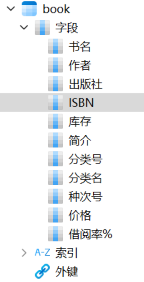 book
字段
书名
作者
出版社
ISBN
库存
简介
分类号
分类名
种次号
价格
借阅率%
A-Z 索引
外键